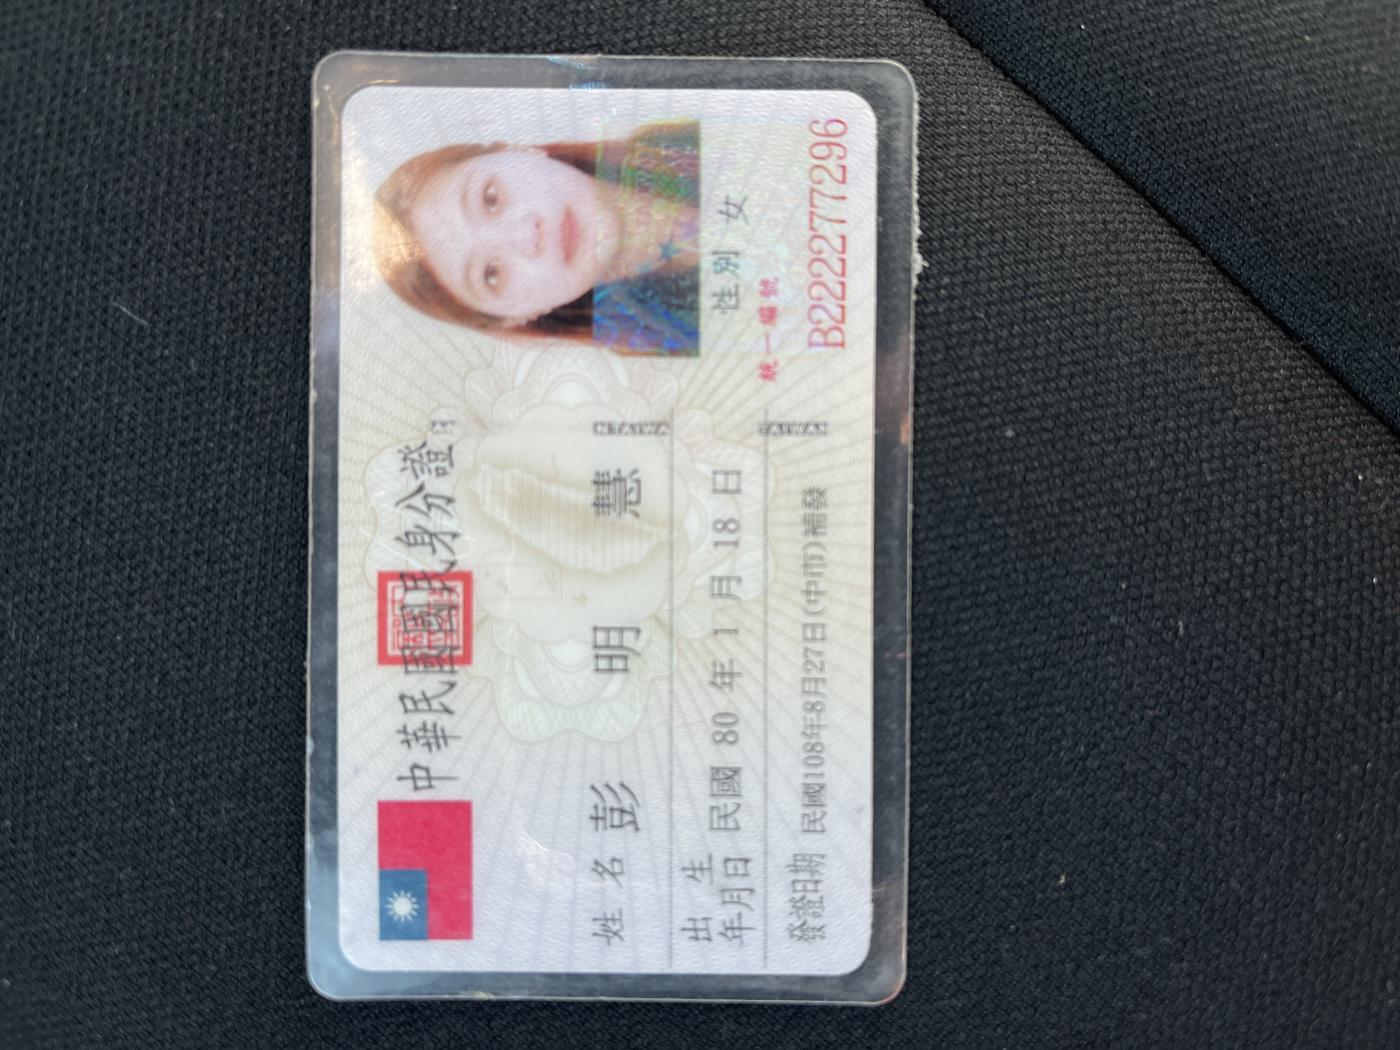 中華民國國民身分證
姓名 彭明慧
出生年月日 民國 80 年 1 月 18 日
發證日期 民國108年8月27日(中市)補發
性別 女
統一編號
B222277296
TAIWAN